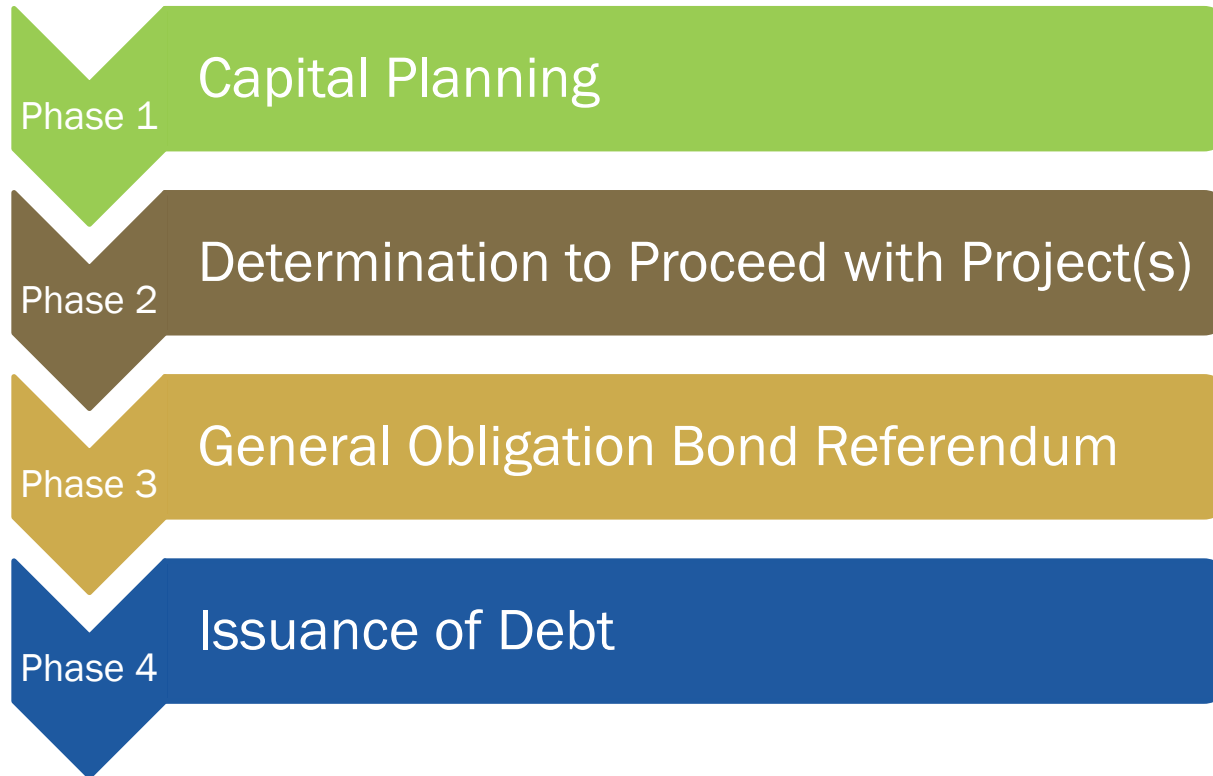 Phase 1
Capital Planning
Phase 2
Determination to Proceed with Project(s)
Phase 3
General Obligation Bond Referendum
Phase 4
Issuance of Debt